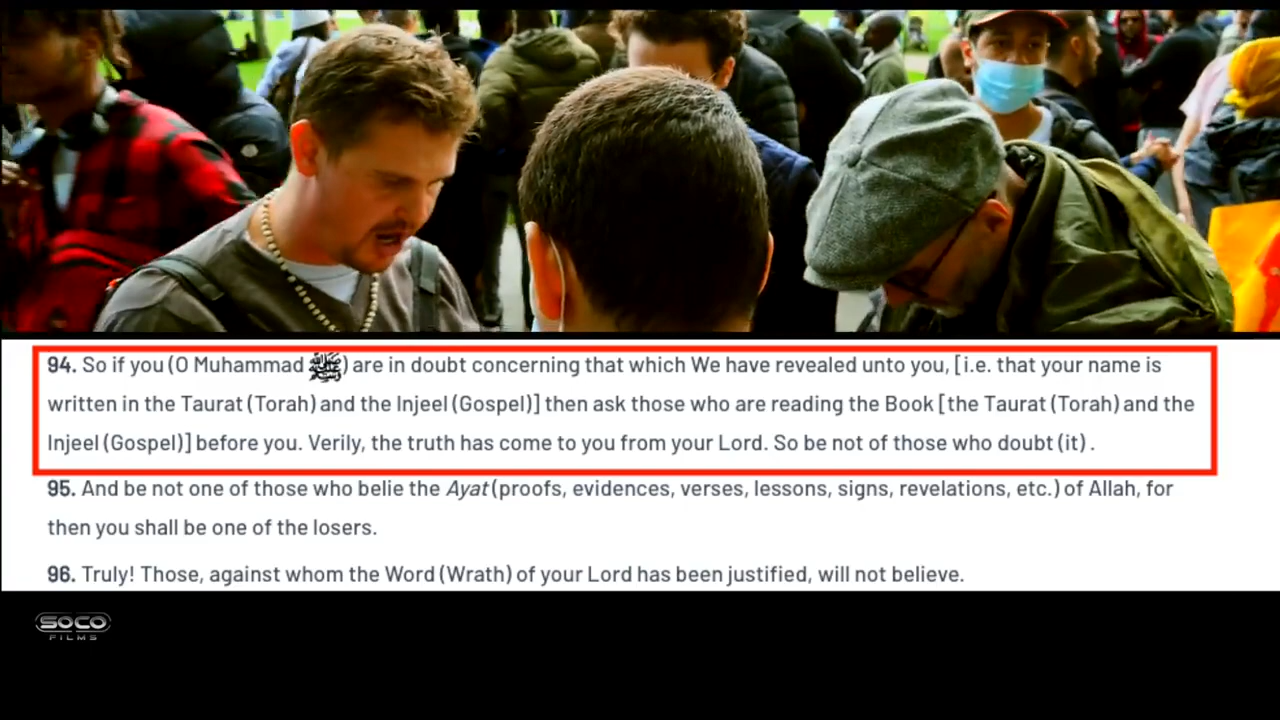 94. So if you (O Muhammad ﷺ) are in doubt concerning that which We have revealed unto you, [i.e. that your name is
written in the Taurat (Torah) and the Injeel (Gospel)] then ask those who are reading the Book [the Taurat (Torah) and the
Injeel (Gospel)] before you. Verily, the truth has come to you from your Lord. So be not of those who doubt (it) .
95. And be not one of those who belie the Ayat (proofs, evidences, verses, lessons, signs, revelations, etc.) of Allah, for
then you shall be one of the losers.
96. Truly! Those, against whom the Word (Wrath) of your Lord has been justified, will not believe.
SOCO
FILMS